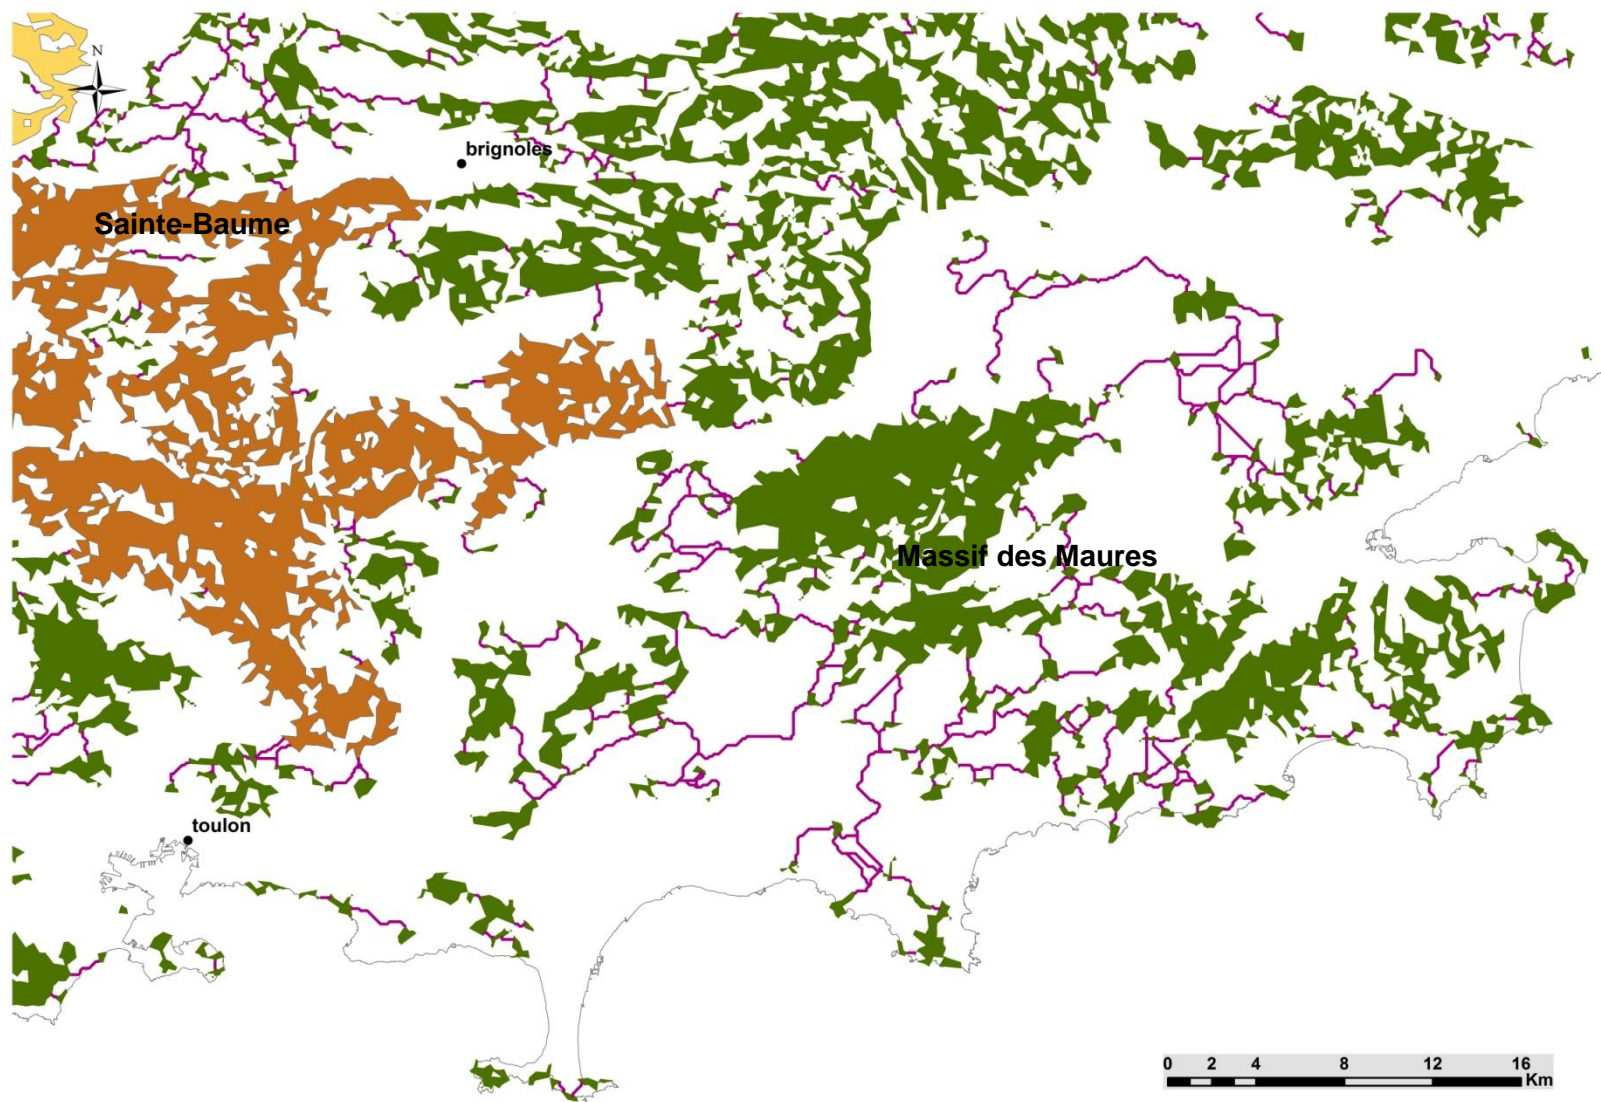 N
brignoles
Sainte-Baume
Massif des Maures
toulon
0 2 4 8 12 16
Km